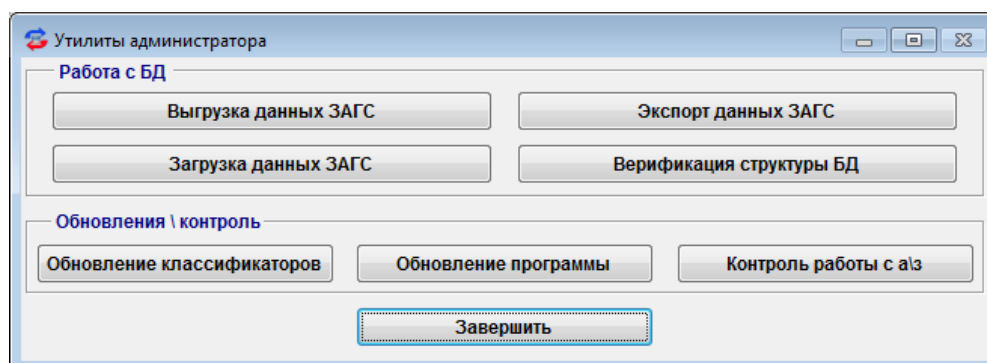 Утилиты администратора
Работа с БД
Выгрузка данных ЗАГС Экспорт данных ЗАГС
Загрузка данных ЗАГС Верификация структуры БД
Обновления \ контроль
Обновление классификаторов Обновление программы Контроль работы с а\з
Завершить